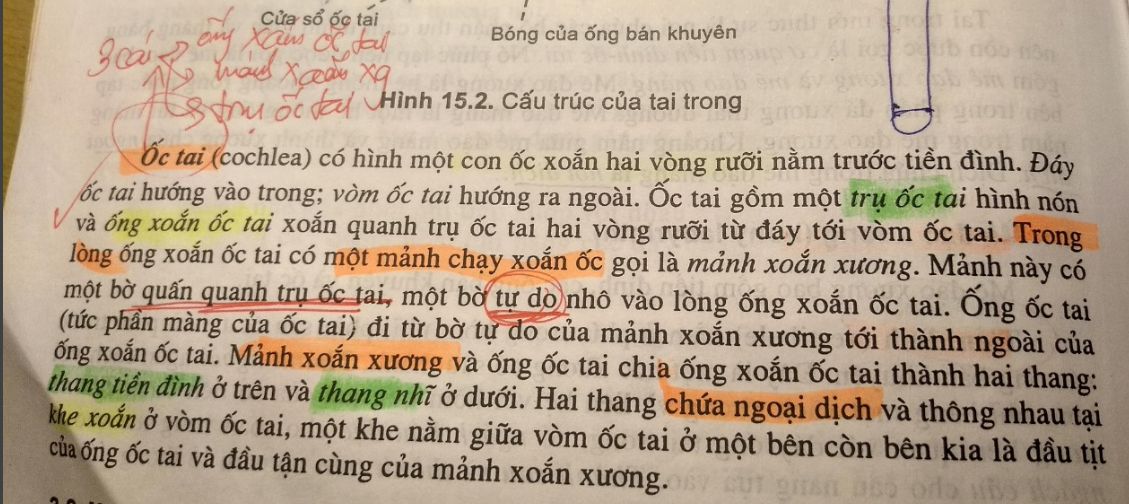 Cửa sổ ốc tai
Bóng của ống bán khuyên
3 cái → ống xoắn ốc tai
→ mảnh xoắn xg
→ trụ ốc tai
Hình 15.2. Cấu trúc của tai trong
Ốc tai (cochlea) có hình một con ốc xoắn hai vòng rưỡi nằm trước tiền đình. Đáy
ốc tai hướng vào trong; vòm ốc tai hướng ra ngoài. Ốc tai gồm một trụ ốc tai hình nón
và ống xoắn ốc tai xoắn quanh trụ ốc tai hai vòng rưỡi từ đáy tới vòm ốc tai. Trong
lòng ống xoắn ốc tai có một mảnh chạy xoắn ốc gọi là mảnh xoắn xương. Mảnh này có
một bờ quấn quanh trụ ốc tai, một bờ tự do nhô vào lòng ống xoắn ốc tai. Ống ốc tai
(tức phần màng của ốc tai) đi từ bờ tự do của mảnh xoắn xương tới thành ngoài của
ống xoắn ốc tai. Mảnh xoắn xương và ống ốc tai chia ống xoắn ốc tai thành hai thang:
thang tiền đình ở trên và thang nhĩ ở dưới. Hai thang chứa ngoại dịch và thông nhau tại
khe xoắn ở vòm ốc tai, một khe nằm giữa vòm ốc tai ở một bên còn bên kia là đầu tịt
của ống ốc tai và đầu tận cùng của mảnh xoắn xương.